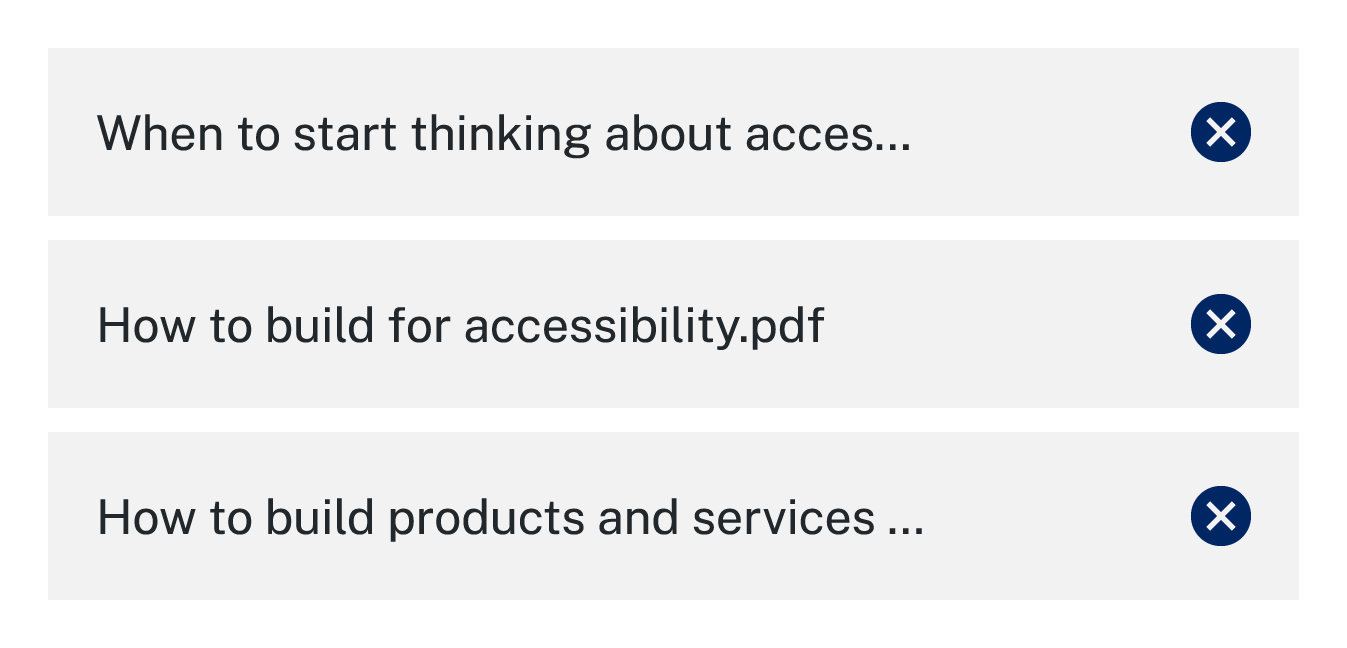 When to start thinking about acces...
How to build for accessibility.pdf
How to build products and services ...